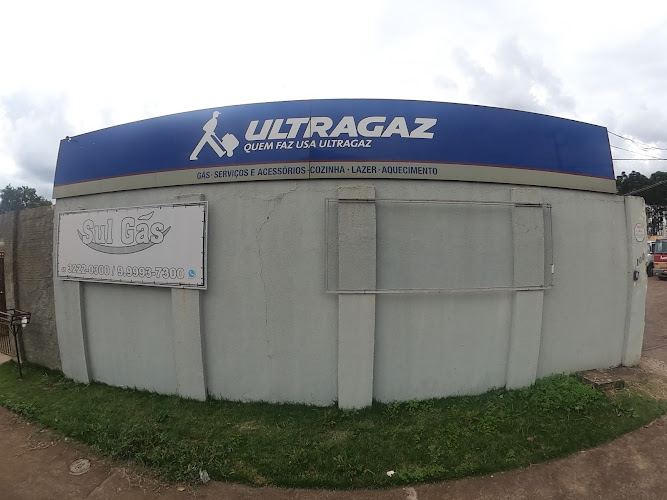 ULTRAGAZ
QUEM FAZ USA ULTRAGAZ
GÁS · SERVIÇOS E ACESSÓRIOS · COZINHA · LAZER · AQUECIMENTO
Sul Gás
3222-0300 / 9.9993-7300